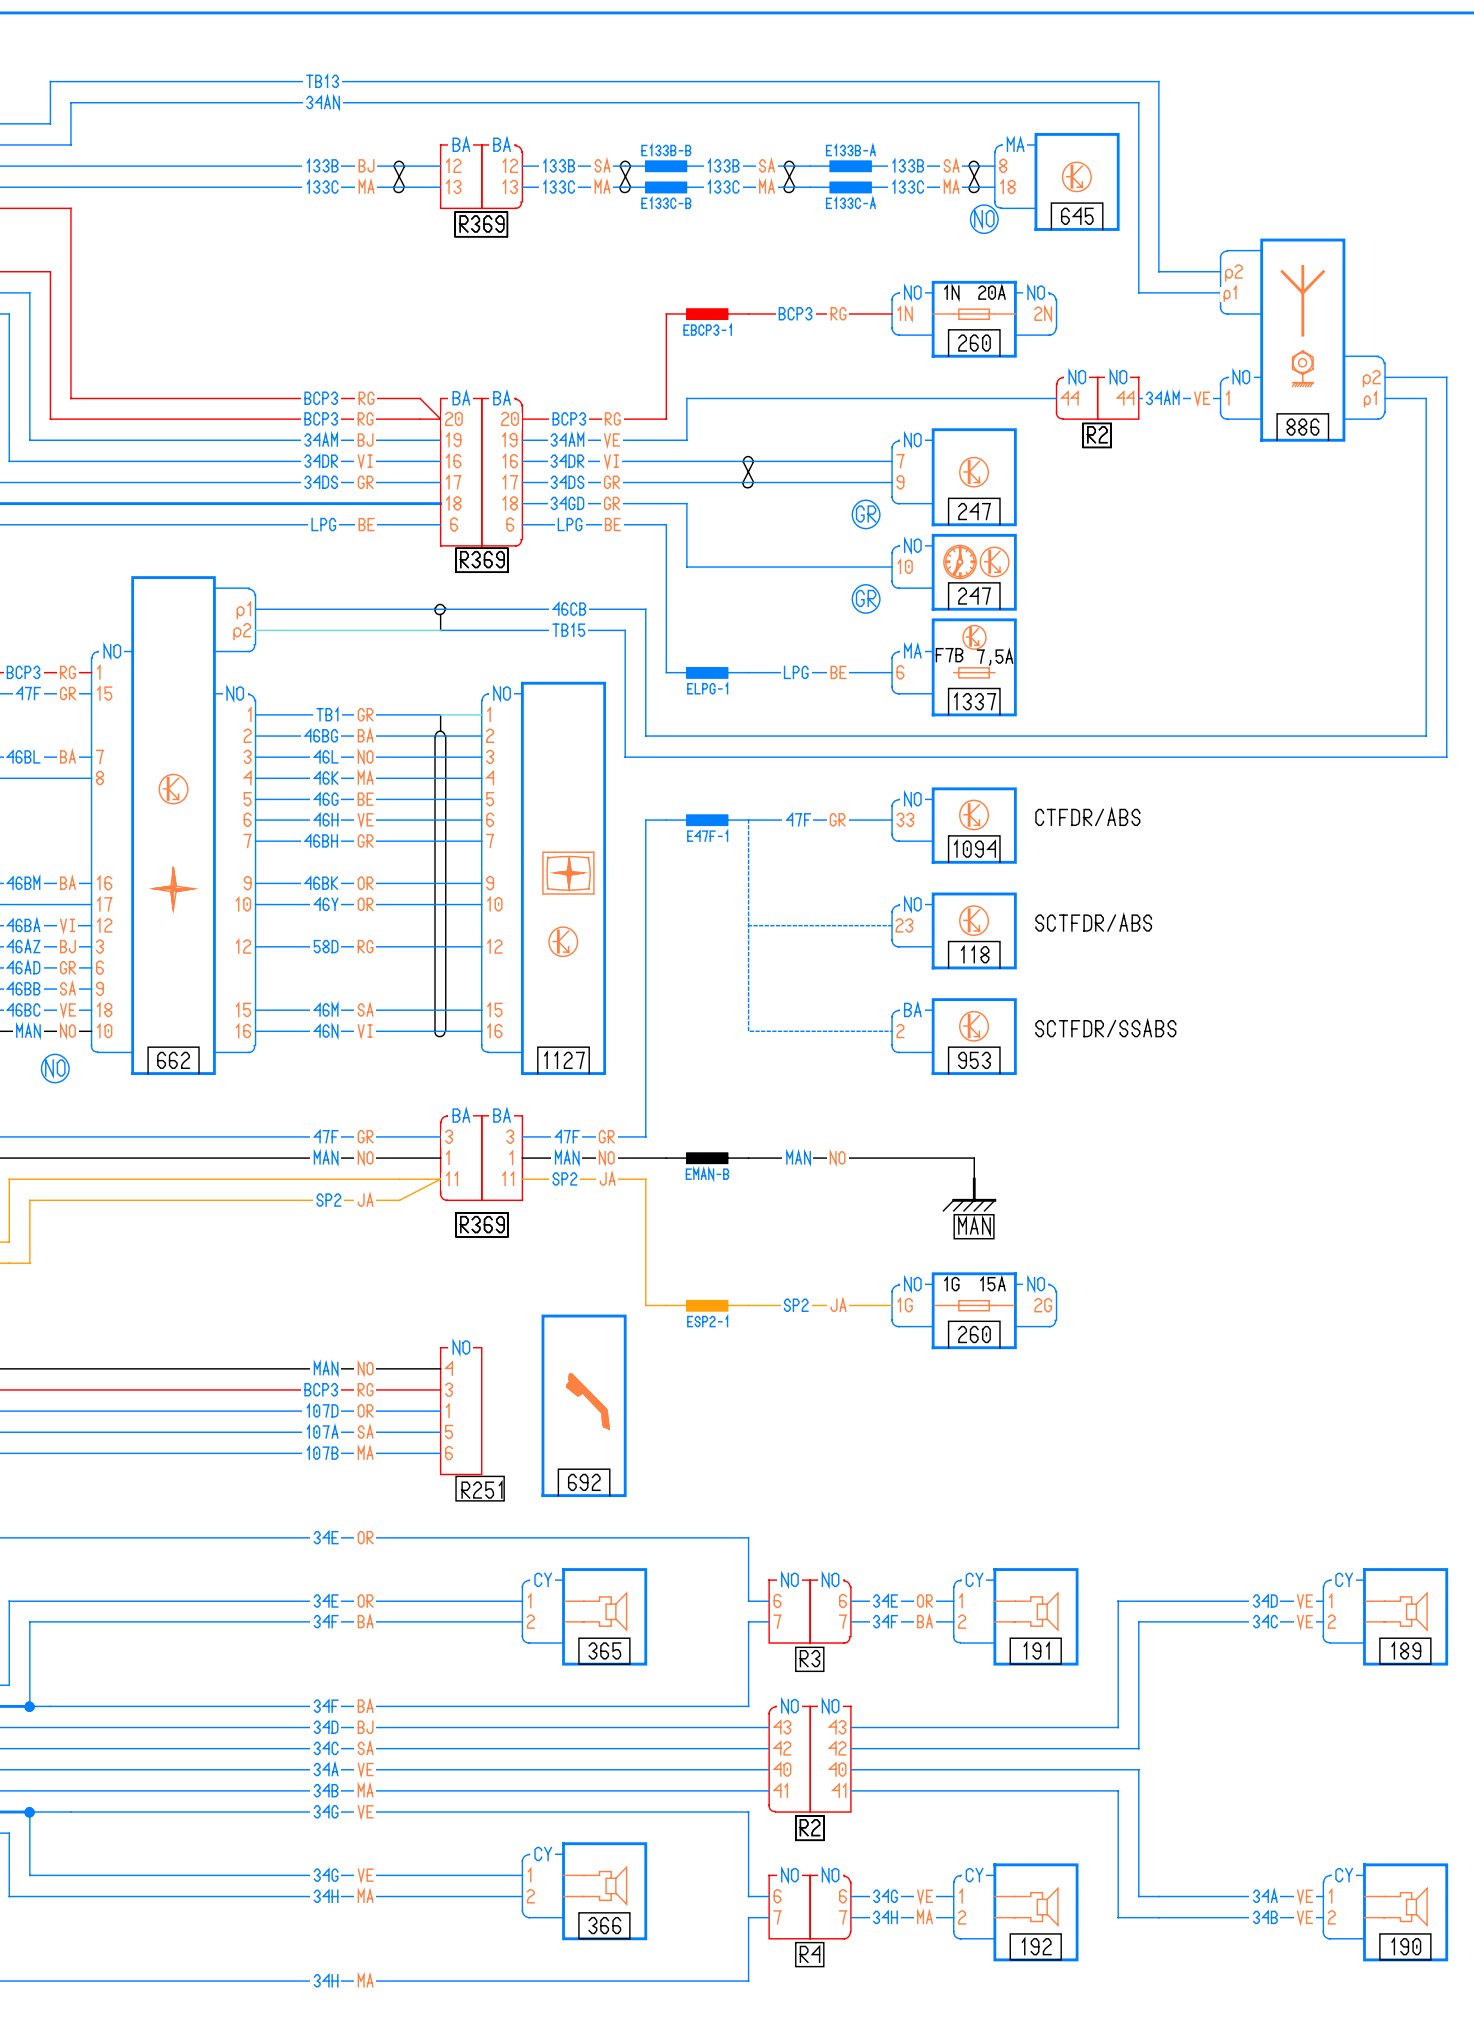 TB13
34AN
BA BA
E133B-B E133B-A
MA
133B BJ 12 12 133B SA 133B SA 133B SA 8
133C MA 13 13 133C MA 133C MA 133C MA 18
E133C-B E133C-A
R369
NO
645
p2
p1
NO 1N 20A NO
1N 2N
BCP3 RG
EBCP3-1
260
NO NO NO
p2
BCP3 RG BA BA
44 44 34AM VE 1
p1
BCP3 RG 20 20 BCP3 RG
R2
886
34AM BJ 19 19 34AM VE
NO
34DR VI 16 16 34DR VI 7
34DS GR 17 17 34DS GR 9
18 18 34GD GR
GR
247
LPG BE 6 6 LPG BE
NO
R369
10
GR
247
p1 46CB
p2 TB15
NO
MA
F7B 7,5A
BCP3 RG 1
LPG BE 6
47F GR 15
NO NO
ELPG-1
1337
1 TB1 GR 1
2 46BG BA 2
46BL BA 7
3 46L NO 3
8
4 46K MA 4
5 46G BE 5
NO
6 46H VE 6
47F GR 33
CTFDR/ABS
E47F-1
7 46BH GR 7
1094
46BM BA 16
9 46BK OR 9
17
10 46Y OR 10
NO
46BA VI 12
23
SCTFDR/ABS
46AZ BJ 3
12 58D RG 12
118
46AD GR 6
46BB SA 9
46BC VE 18
15 46M SA 15
BA
MAN NO 10
16 46N VI 16
2
SCTFDR/SSABS
NO
662
1127
953
BA BA
47F GR 3 3 47F GR
MAN NO 1 1 MAN NO MAN NO
EMAN-B
11 11 SP2 JA
SP2 JA
R369
MAN
NO 1G 15A NO
SP2 JA 1G 2G
ESP2-1
260
NO
MAN NO 4
BCP3 RG 3
107D OR 1
107A SA 5
107B MA 6
R251
692
34E OR
CY NO NO CY CY
34E OR 1 6 6 34E OR 1 34D VE 1
34F BA 2 7 7 34F BA 2 34C VE 2
365 R3 191 189
34F BA NO NO
34D BJ 43 43
34C SA 42 42
34A VE 40 40
34B MA 41 41
34G VE
R2
CY NO NO CY CY
34G VE 1
34H MA 2 6 6 34G VE 1 34A VE 1
7 7 34H MA 2 34B VE 2
366 R4 192 190
34H MA